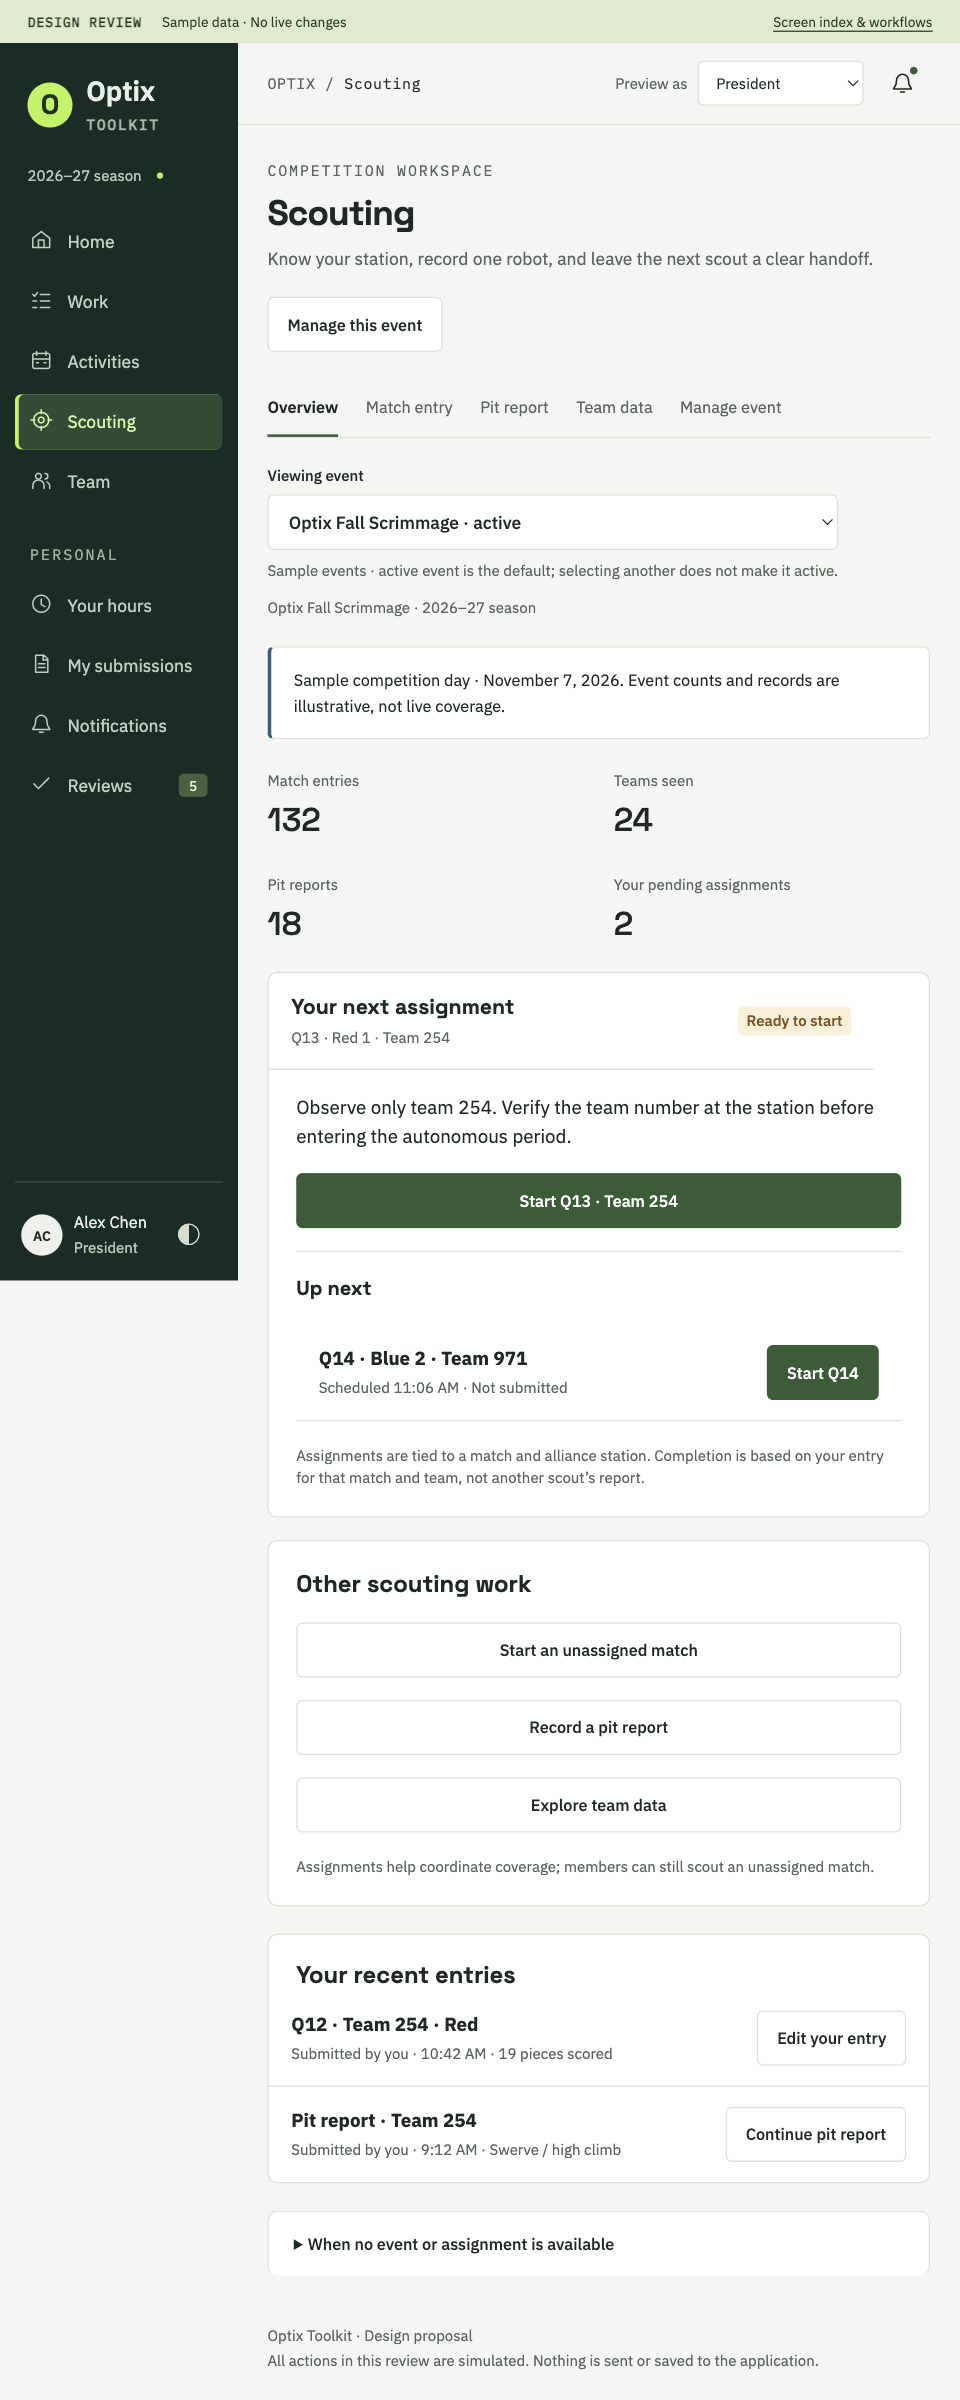 DESIGN REVIEW Sample data · No live changes Screen index & workflows
O Optix
TOOLKIT
2026–27 season
Home
Work
Activities
Scouting
Team
PERSONAL
Your hours
My submissions
Notifications
Reviews 5
AC Alex Chen
President
OPTIX / Scouting Preview as President
COMPETITION WORKSPACE
Scouting
Know your station, record one robot, and leave the next scout a clear handoff.
Manage this event
Overview Match entry Pit report Team data Manage event
Viewing event
Optix Fall Scrimmage · active
Sample events · active event is the default; selecting another does not make it active.
Optix Fall Scrimmage · 2026–27 season
Sample competition day · November 7, 2026. Event counts and records are
illustrative, not live coverage.
Match entries Teams seen
132 24
Pit reports Your pending assignments
18 2
Your next assignment
Q13 · Red 1 · Team 254
Ready to start
Observe only team 254. Verify the team number at the station before
entering the autonomous period.
Start Q13 · Team 254
Up next
Q14 · Blue 2 · Team 971
Scheduled 11:06 AM · Not submitted
Start Q14
Assignments are tied to a match and alliance station. Completion is based on your entry
for that match and team, not another scout’s report.
Other scouting work
Start an unassigned match
Record a pit report
Explore team data
Assignments help coordinate coverage; members can still scout an unassigned match.
Your recent entries
Q12 · Team 254 · Red
Submitted by you · 10:42 AM · 19 pieces scored
Edit your entry
Pit report · Team 254
Submitted by you · 9:12 AM · Swerve / high climb
Continue pit report
When no event or assignment is available
Optix Toolkit · Design proposal
All actions in this review are simulated. Nothing is sent or saved to the application.